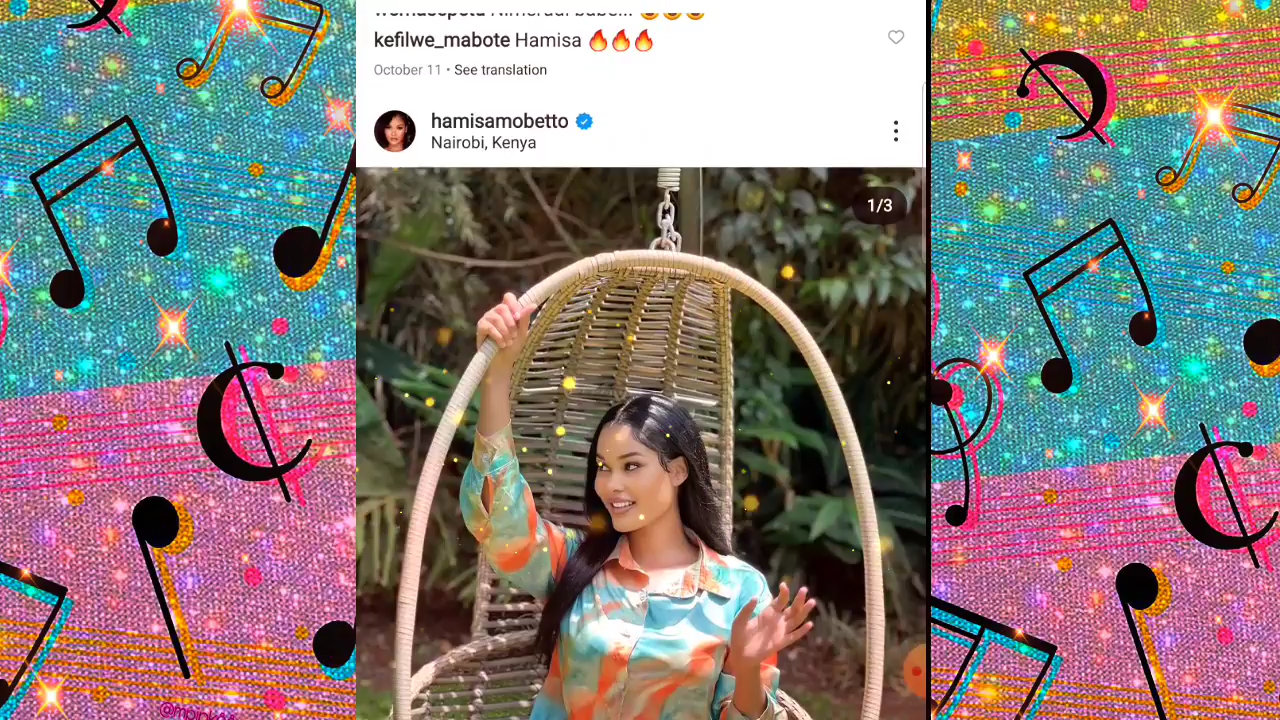 kefilwe_mabote Hamisa 🔥🔥🔥
October 11 • See translation
hamisamobetto
Nairobi, Kenya
1/3